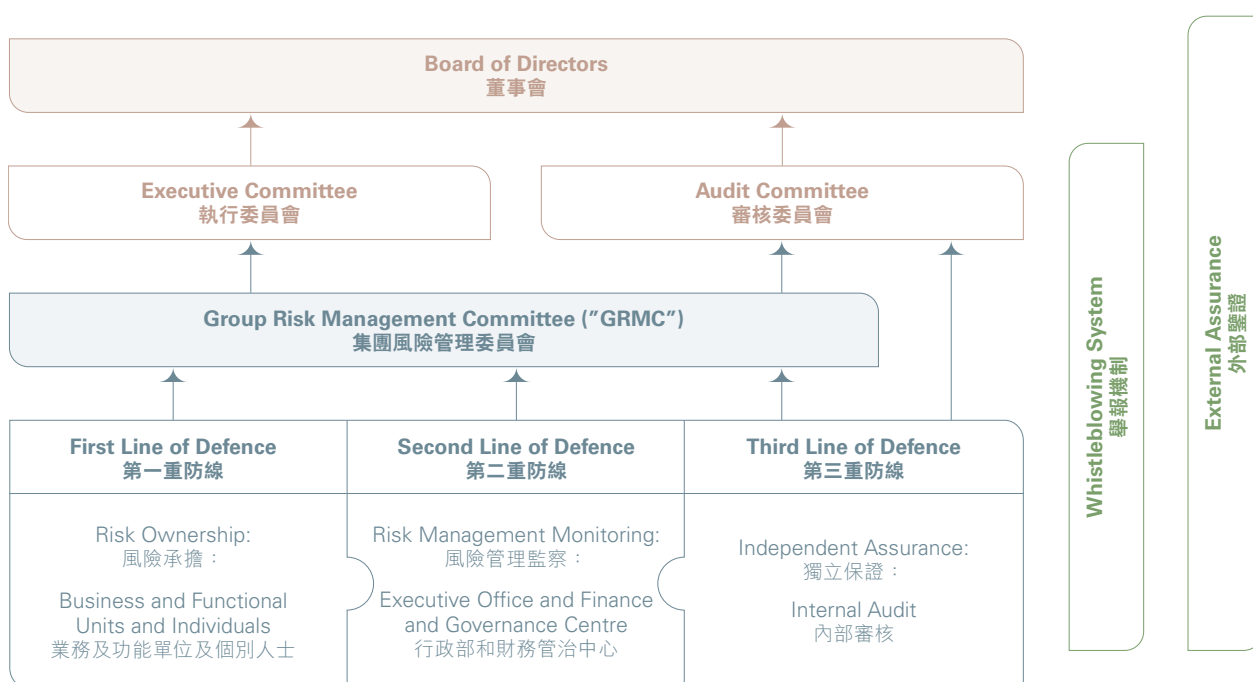 Board of Directors
董事會
Executive Committee
執行委員會
Audit Committee
審核委員會
Group Risk Management Committee ("GRMC")
集團風險管理委員會
First Line of Defence
第一重防線
Second Line of Defence
第二重防線
Third Line of Defence
第三重防線
Risk Ownership:
風險承擔：
Business and Functional
Units and Individuals
業務及功能單位及個別人士
Risk Management Monitoring:
風險管理監察：
Executive Office and Finance
and Governance Centre
行政部和財務管治中心
Independent Assurance:
獨立保證：
Internal Audit
內部審核
Whistleblowing System
舉報機制
External Assurance
外部鑒證